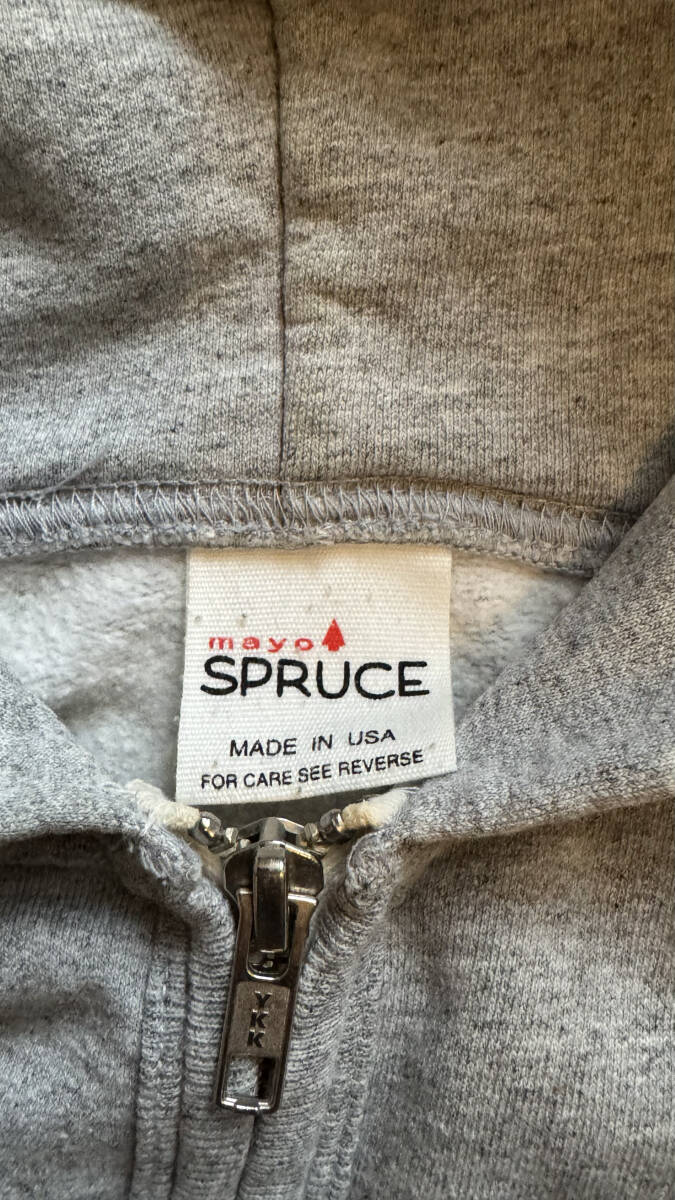 mayo
SPRUCE
MADE IN USA
FOR CARE SEE REVERSE
YKK